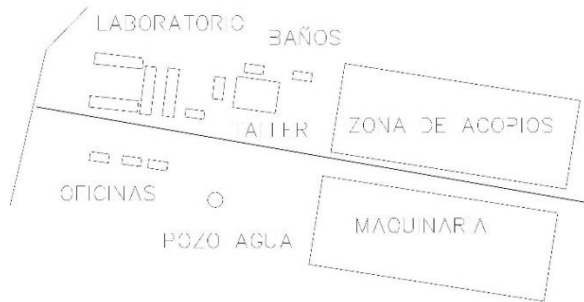 LABORATORIO
BAÑOS
TALLER
ZONA DE ACOPIOS
OFICINAS
MAQUINARIA
POZO AGUA